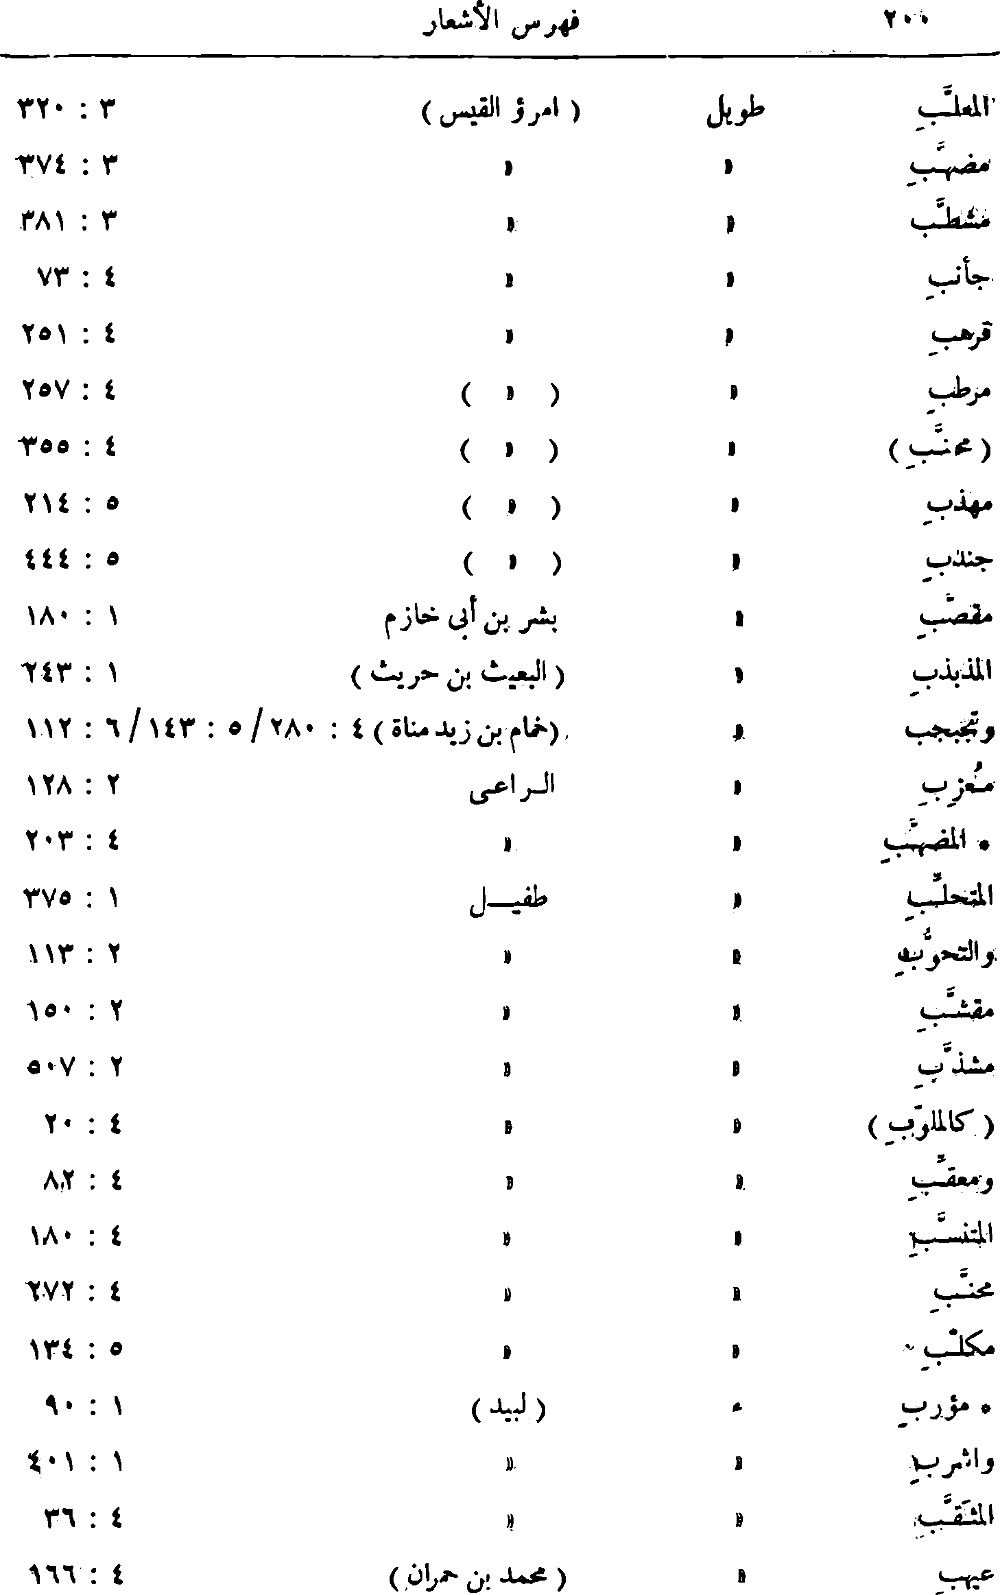 ٢٠٠ فهرس الأشعار
المعلَّبِ طويل ( امرؤ القيس ) ٣ : ٣٢٠
مضهَّبِ » » ٣ : ٣٧٤
مشطَّبِ » » ٣ : ٣٨١
جأنبِ » » ٤ : ٧٣
قرهبِ » » ٤ : ٢٥١
مرطبِ » ( » ) ٤ : ٢٥٧
( محنَّبِ ) » ( » ) ٤ : ٣٥٥
مهذبِ » ( » ) ٥ : ٢١٤
جندبِ » ( » ) ٥ : ٤٤٤
مقصَّبِ » بشر بن أبى خازم ١ : ١٨٠
المذبذبِ » ( البعيث بن حريث ) ١ : ٢٤٣
وتجبجب » ( خمام بن زيد مناة ) ٤ : ٢٨٠ / ٥ : ١٤٣ / ٦ : ١١٢
مُعزِبِ » الراعى ٢ : ١٢٨
* المضهَّبِ » » ٤ : ٢٠٣
المتحلِّبِ » طفيـل ١ : ٣٧٥
والتحوُّبِ » » ٢ : ١١٣
مقشَّبِ » » ٢ : ١٥٠
مشذَّبِ » » ٢ : ٥٠٧
( كالملوَّبِ ) » » ٤ : ٢٠
ومعقِّبِ » » ٤ : ٨٢
المتنسَّبِ » » ٤ : ١٨٠
محنَّبِ » » ٤ : ٢٧٢
مكلّبِ » » ٥ : ١٣٤
* مؤربِ » ( لبيد ) ١ : ٩٠
واشربِ » » ١ : ٤٠١
المثقَّبِ » » ٤ : ٣٦
عيهبِ » ( محمد بن حمران ) ٤ : ١٦٦